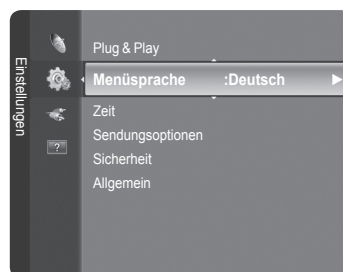 Einstellungen
Plug & Play
Menüsprache :Deutsch
Zeit
Sendungsoptionen
Sicherheit
Allgemein
?